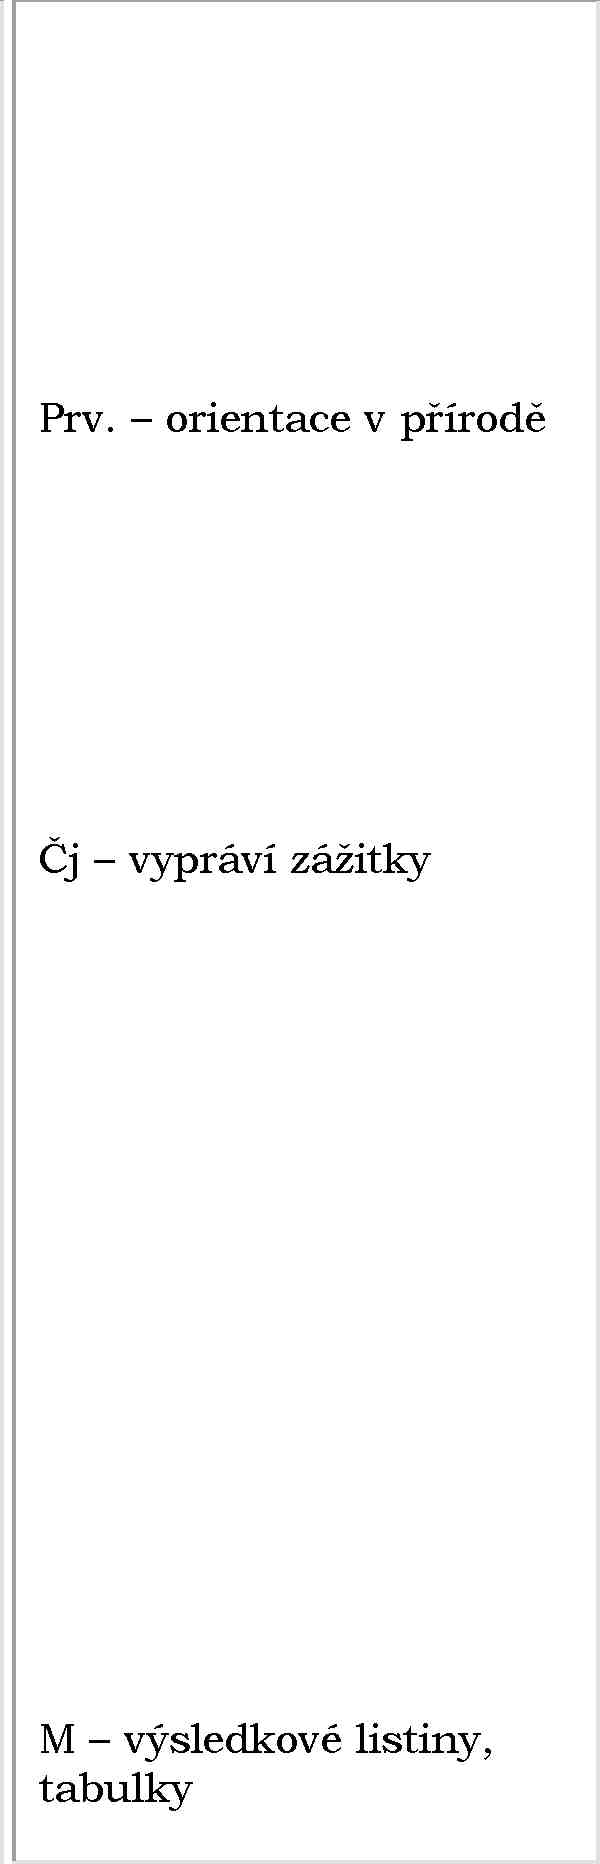 Prv. – orientace v přírodě
Čj – vypráví zážitky
M – výsledkové listiny,
tabulky